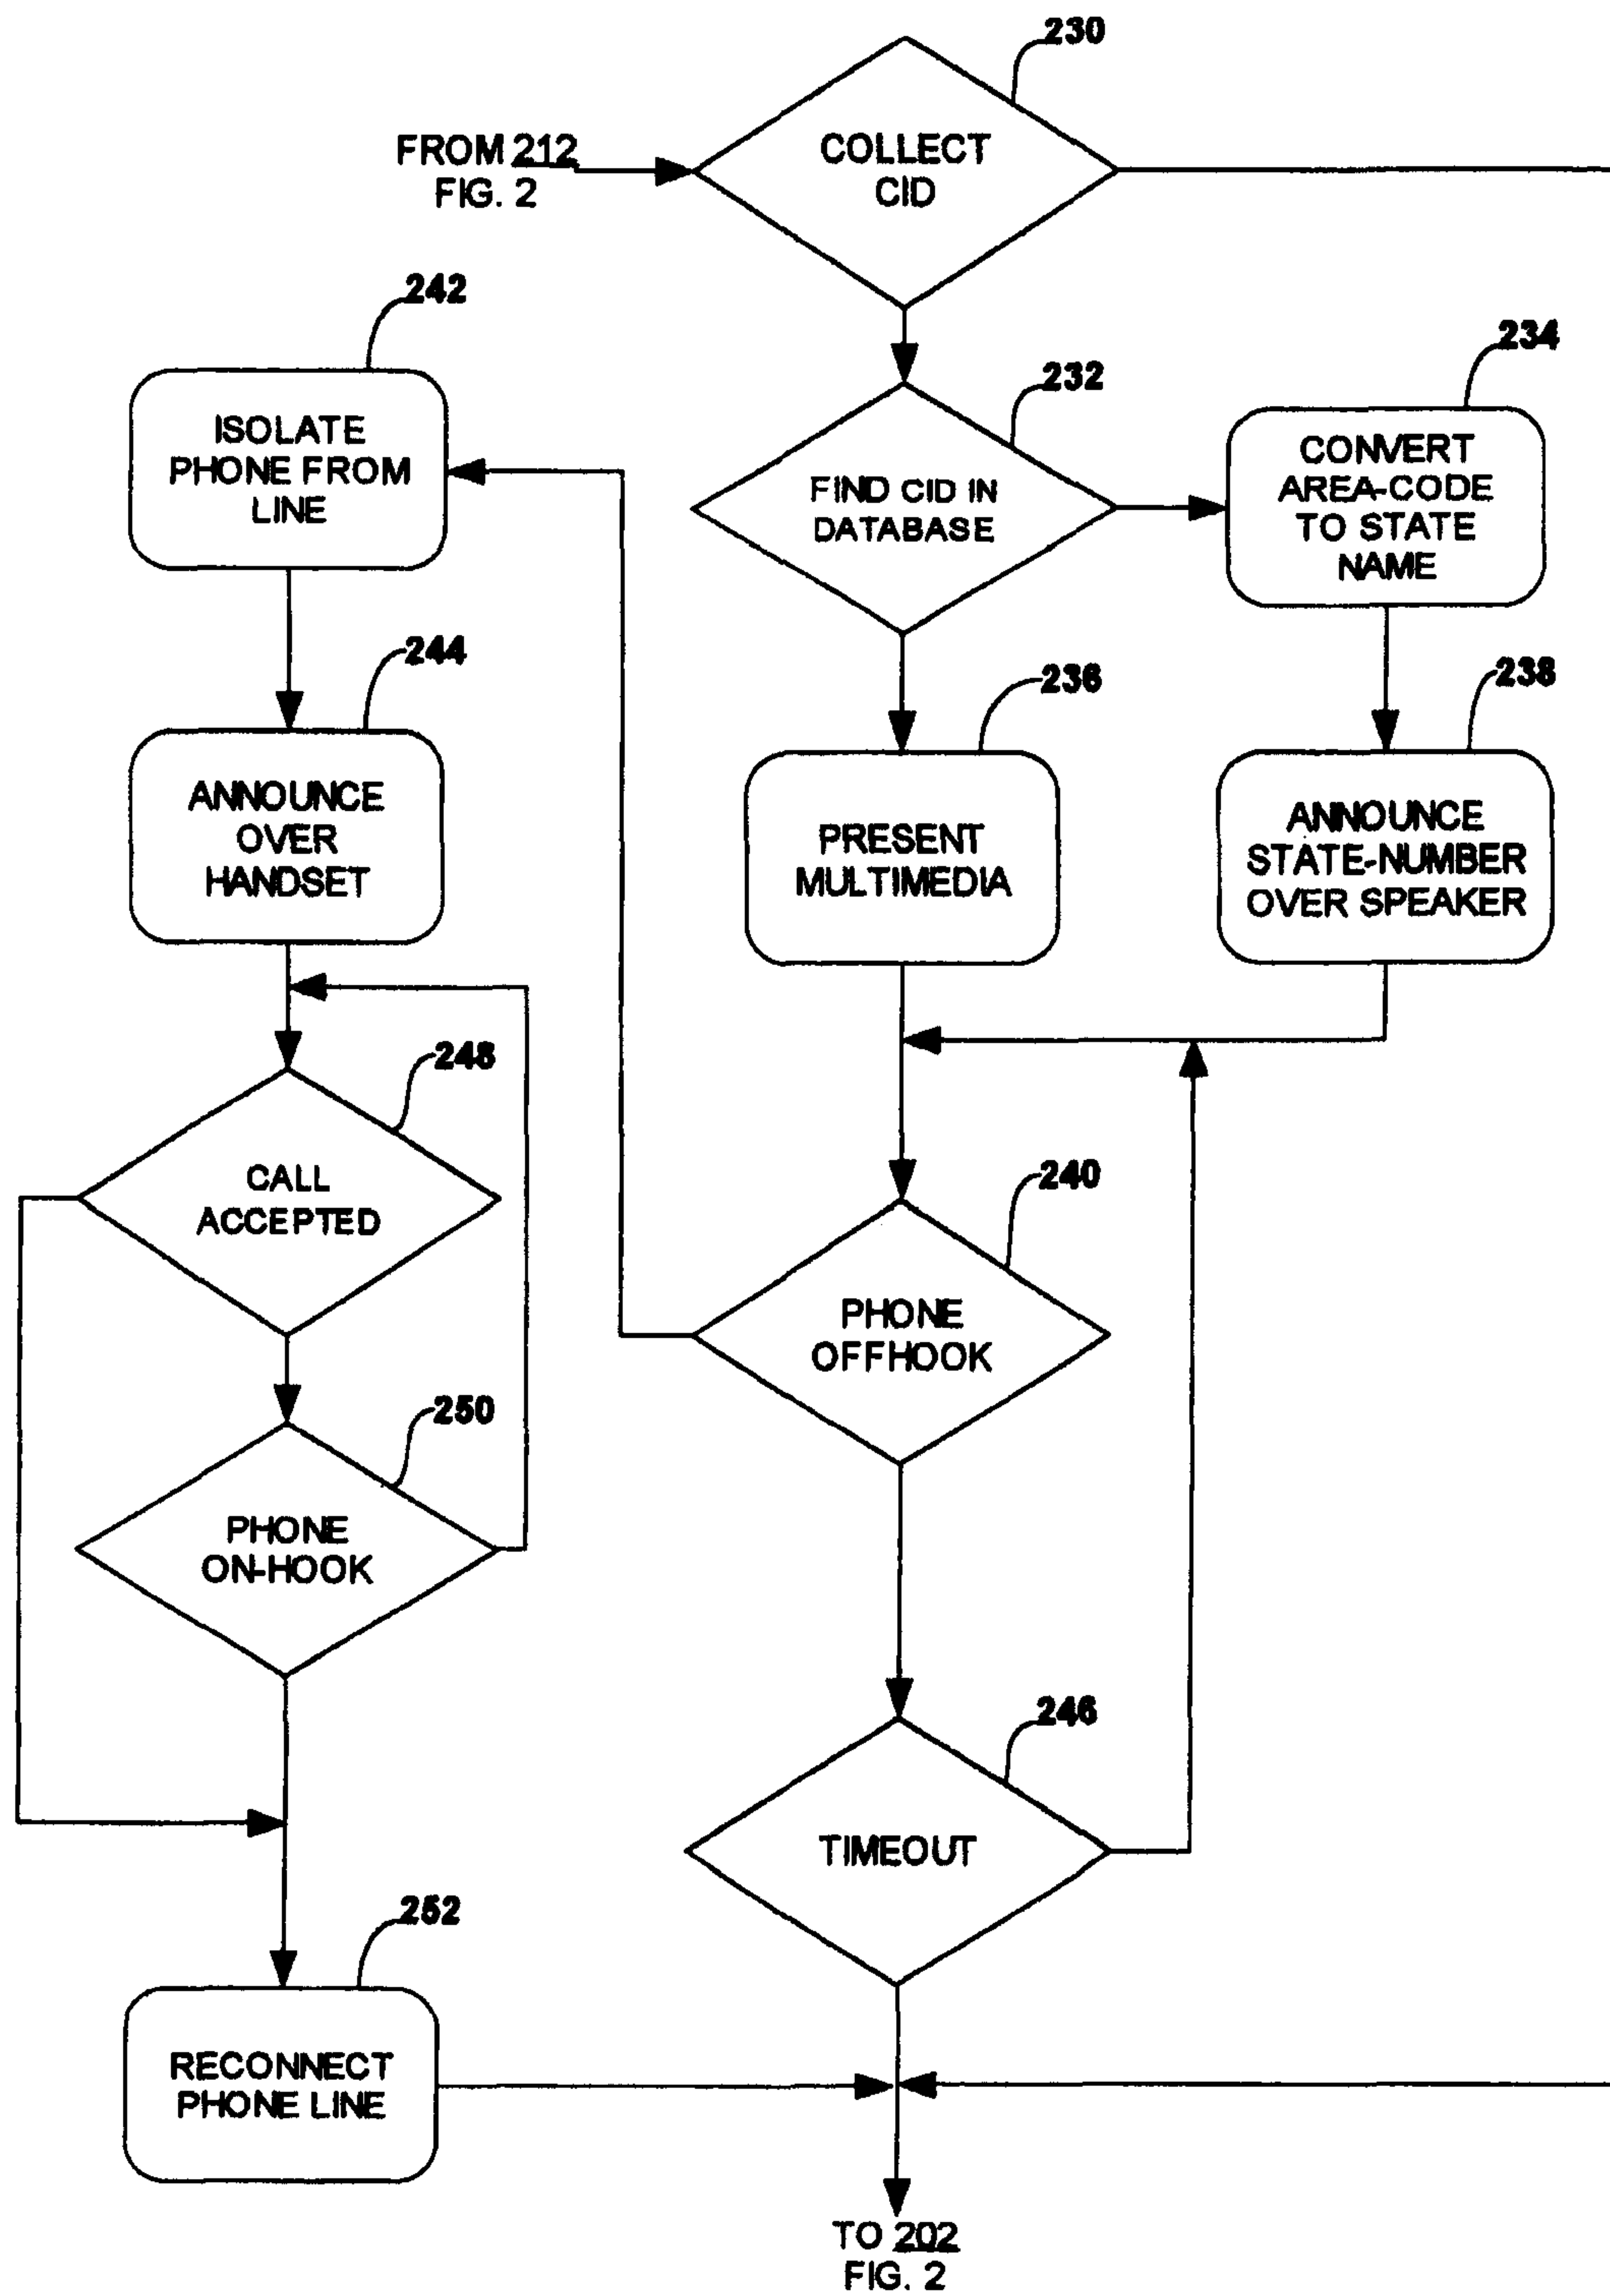 230
FROM 212
FIG. 2
COLLECT
CID
242
ISOLATE
PHONE FROM
LINE
232
FIND CID IN
DATABASE
234
CONVERT
AREA-CODE
TO STATE
NAME
244
ANNOUNCE
OVER
HANDSET
236
PRESENT
MULTIMEDIA
238
ANNOUNCE
STATE-NUMBER
OVER SPEAKER
248
CALL
ACCEPTED
240
PHONE
OFFHOOK
250
PHONE
ON-HOOK
246
TIMEOUT
252
RECONNECT
PHONE LINE
TO 202
FIG. 2